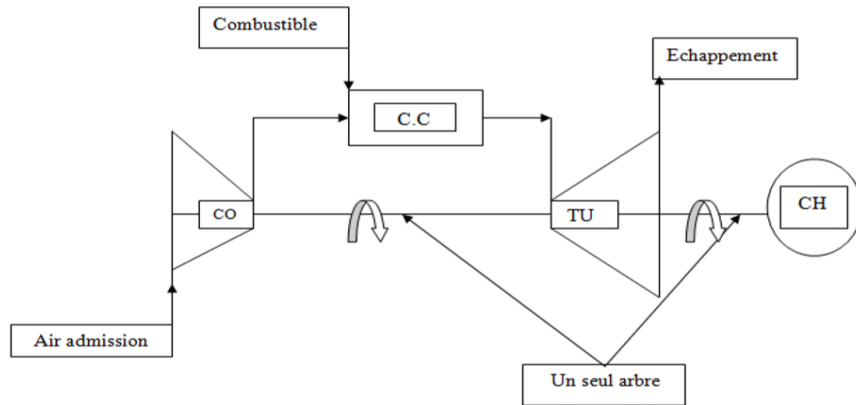 Combustible
Echappement
C.C
CO
TU
CH
Air admission
Un seul arbre